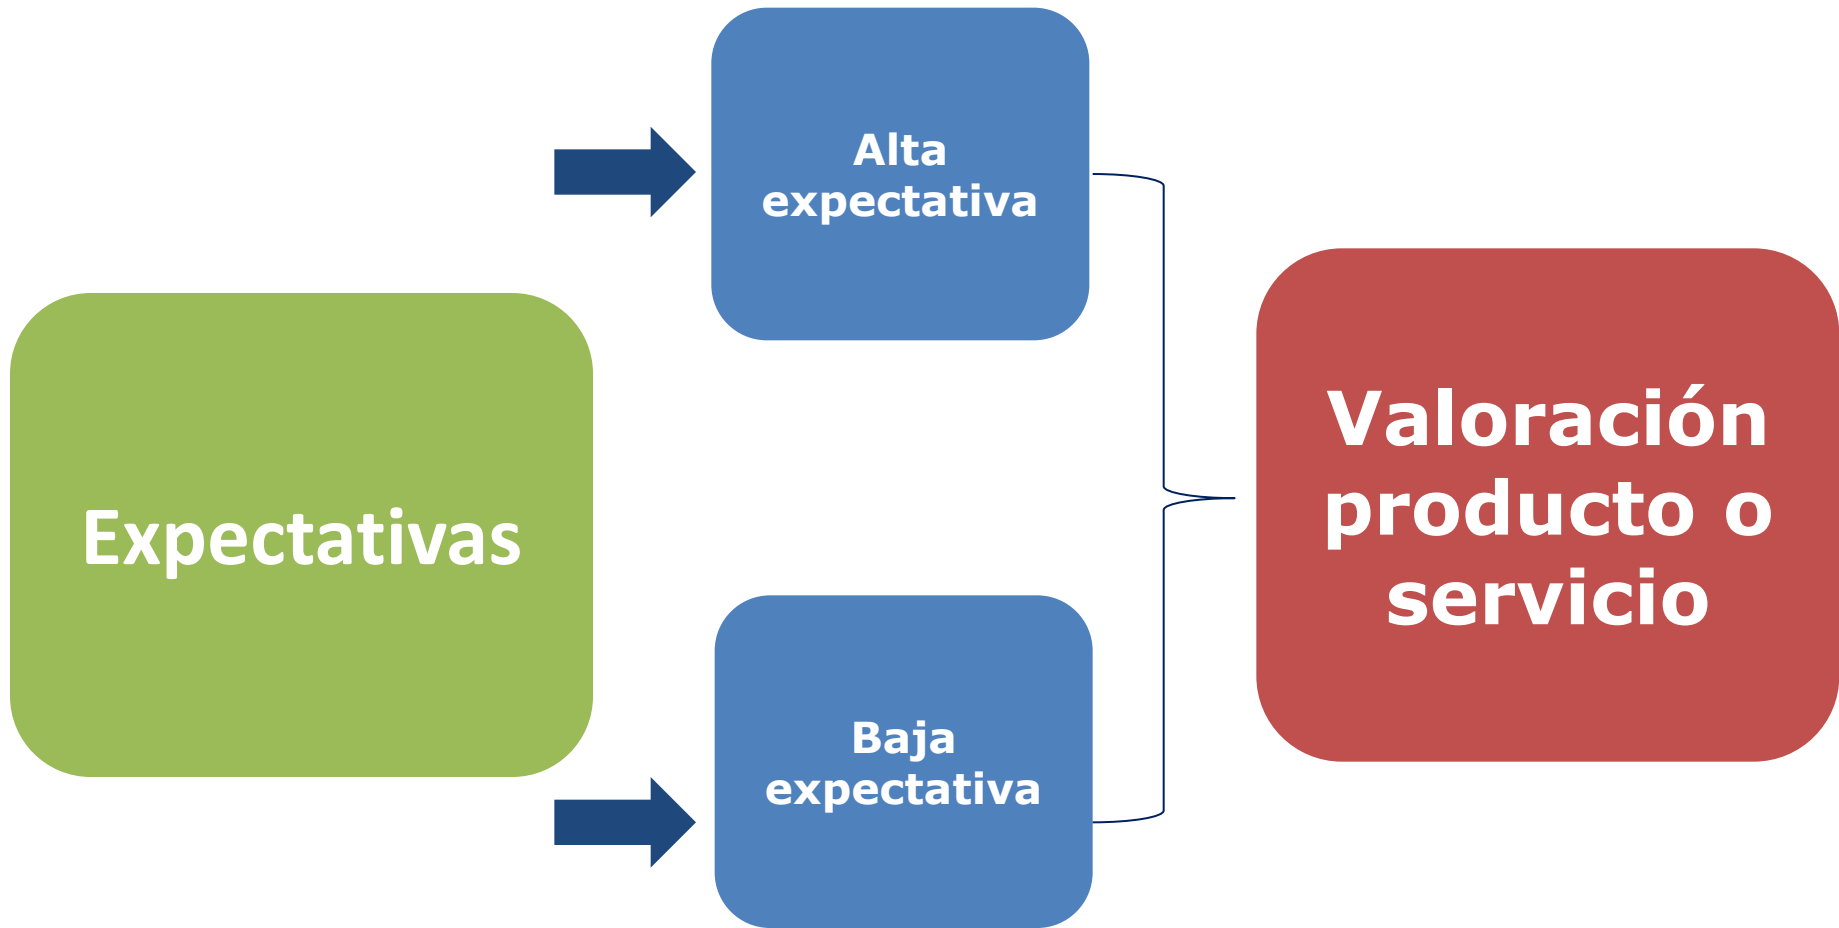 Expectativas
Alta
expectativa
Baja
expectativa
Valoración
producto o
servicio